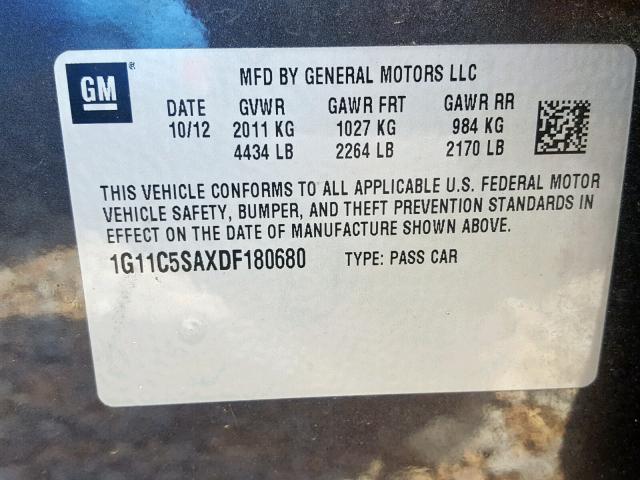 GM ®
MFD BY GENERAL MOTORS LLC
DATE GVWR GAWR FRT GAWR RR
10/12 2011 KG 1027 KG 984 KG
4434 LB 2264 LB 2170 LB
THIS VEHICLE CONFORMS TO ALL APPLICABLE U.S. FEDERAL MOTOR
VEHICLE SAFETY, BUMPER, AND THEFT PREVENTION STANDARDS IN
EFFECT ON THE DATE OF MANUFACTURE SHOWN ABOVE.
1G11C5SAXDF180680 TYPE: PASS CAR